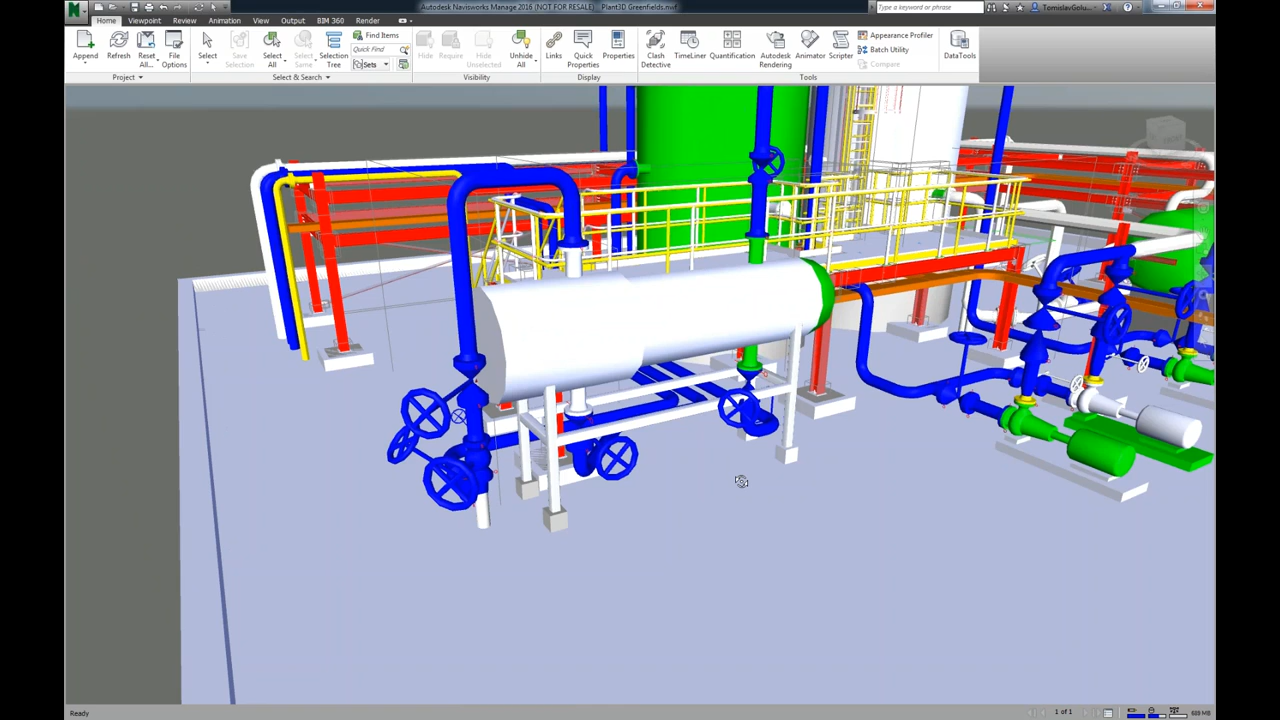 Autodesk Navisworks Manage 2016 (NOT FOR RESALE) Plant3D Greenfields.nwf
Type a keyword or phrase
TomislavGolu...
Home Viewpoint Review Animation View Output BIM 360 Render
Append Refresh Reset All... File Options
Project
Select Save Selection Select All Select Same Selection Tree
Find Items
Quick Find
Sets
Select & Search
Hide Require Hide Unselected Unhide All
Visibility
Links Quick Properties Properties
Display
Clash Detective TimeLiner Quantification Autodesk Rendering Animator Scripter
Appearance Profiler
Batch Utility
Compare
DataTools
Tools
Ready
1 of 1
689 MB